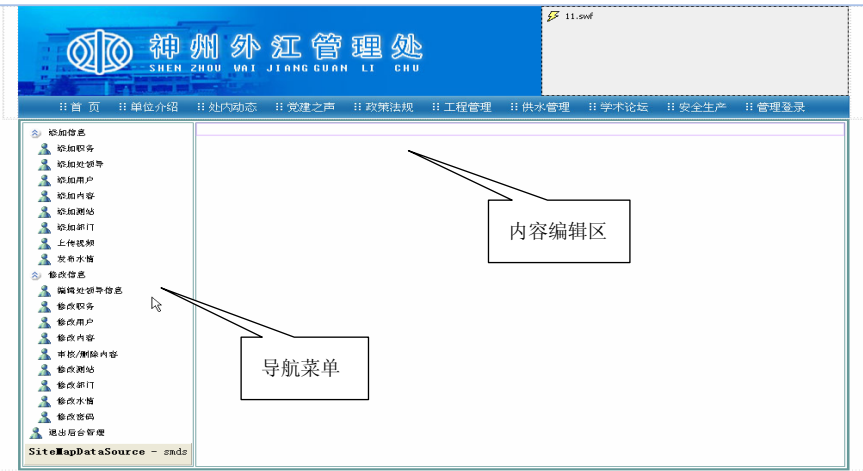 11.swf
神州外江管理处
SHEN ZHOU WAI JIANG GUAN LI CHU
首 页 单位介绍 处内动态 党建之声 政策法规 工程管理 供水管理 学术论坛 安全生产 管理登录
添加信息
添加职务
添加处领导
添加用户
添加内容
添加测站
添加部门
上传视频
发布水情
修改信息
编辑处领导信息
修改职务
修改用户
修改内容
审核/删除内容
修改测站
修改部门
修改水情
修改密码
退出后台管理
SiteMapDataSource - smds
内容编辑区
导航菜单